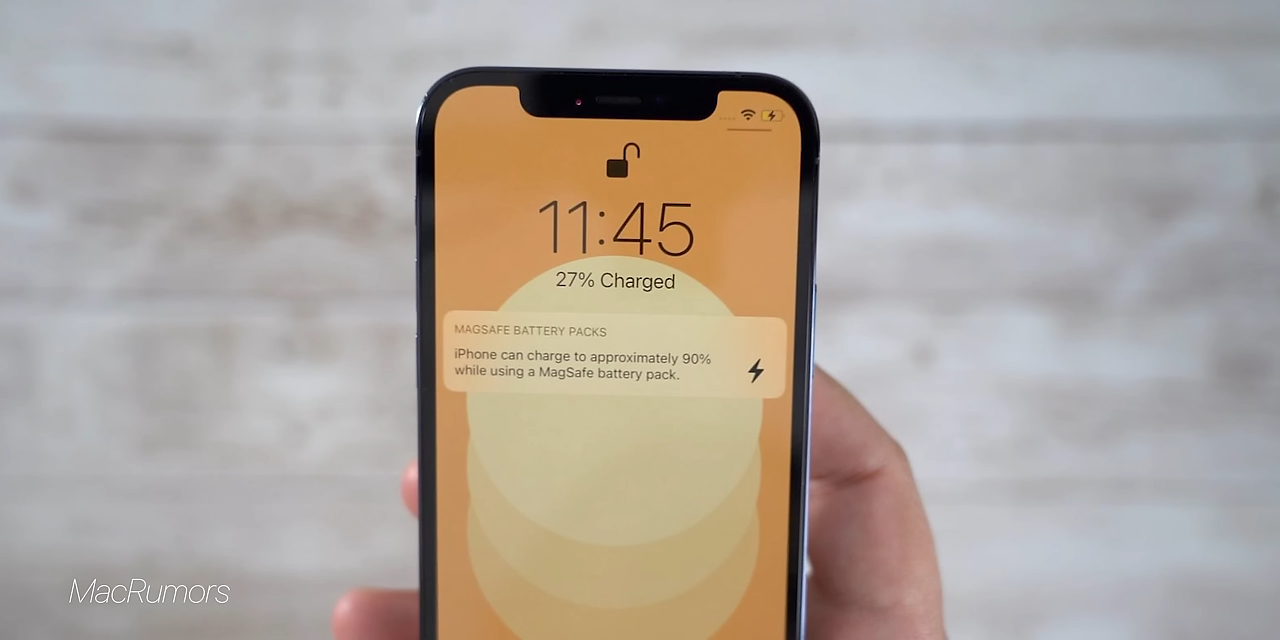 11:45
27% Charged
MAGSAFE BATTERY PACKS
iPhone can charge to approximately 90%
while using a MagSafe battery pack.
MacRumors